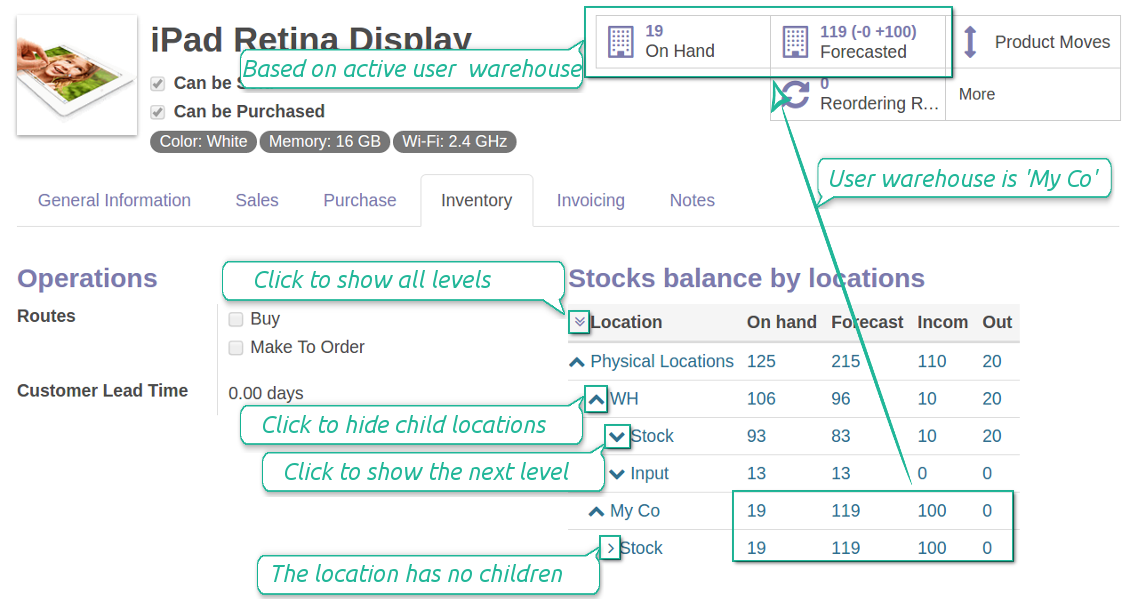 iPad Retina Display
19
On Hand
119 (-0 +100)
Forecasted
Product Moves
Based on active user warehouse
Can be S
0
Reordering R...
More
Can be Purchased
Color: White Memory: 16 GB Wi-Fi: 2.4 GHz
User warehouse is 'My Co'
General Information Sales Purchase Inventory Invoicing Notes
Operations
Click to show all levels
Stocks balance by locations
Routes
Buy
Make To Order
Customer Lead Time 0.00 days
Location On hand Forecast Incom Out
Physical Locations 125 215 110 20
WH 106 96 10 20
Click to hide child locations
Stock 93 83 10 20
Click to show the next level
Input 13 13 0 0
My Co 19 119 100 0
Stock 19 119 100 0
The location has no children